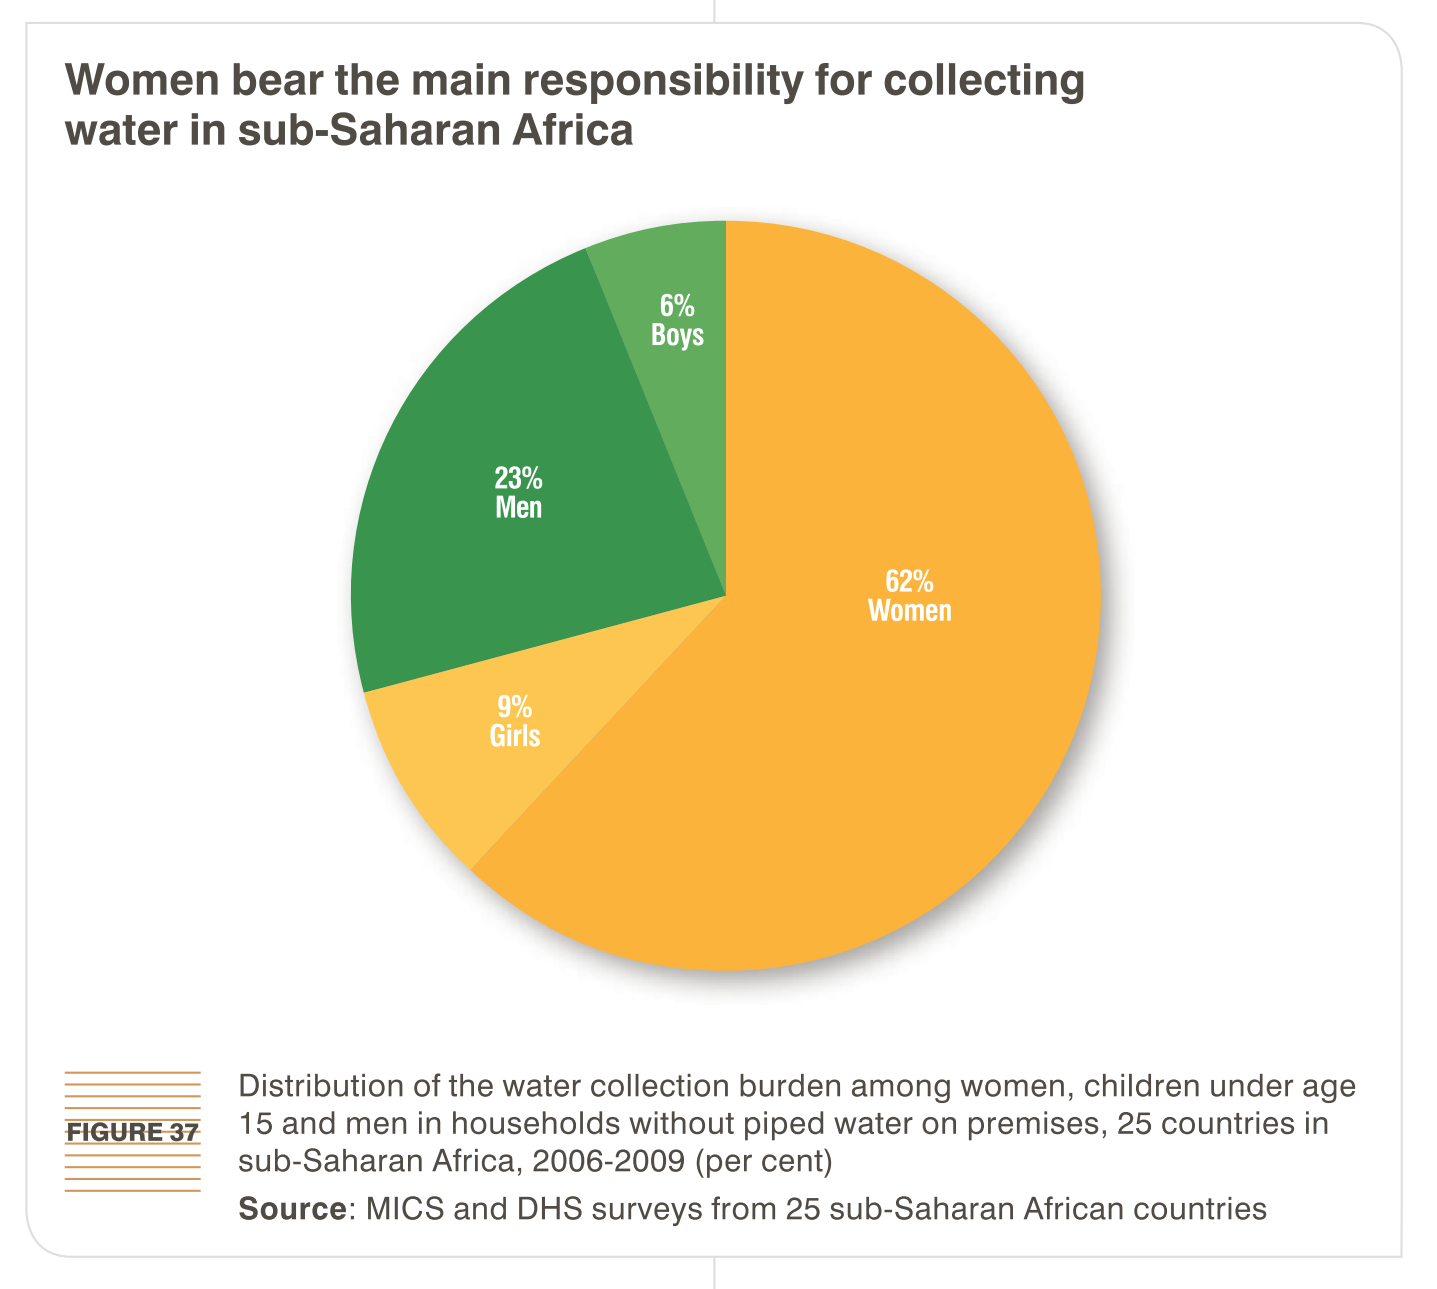 Women bear the main responsibility for collecting
water in sub-Saharan Africa
6%
Boys
23%
Men
62%
Women
9%
Girls
FIGURE 37
Distribution of the water collection burden among women, children under age
15 and men in households without piped water on premises, 25 countries in
sub-Saharan Africa, 2006-2009 (per cent)
Source: MICS and DHS surveys from 25 sub-Saharan African countries